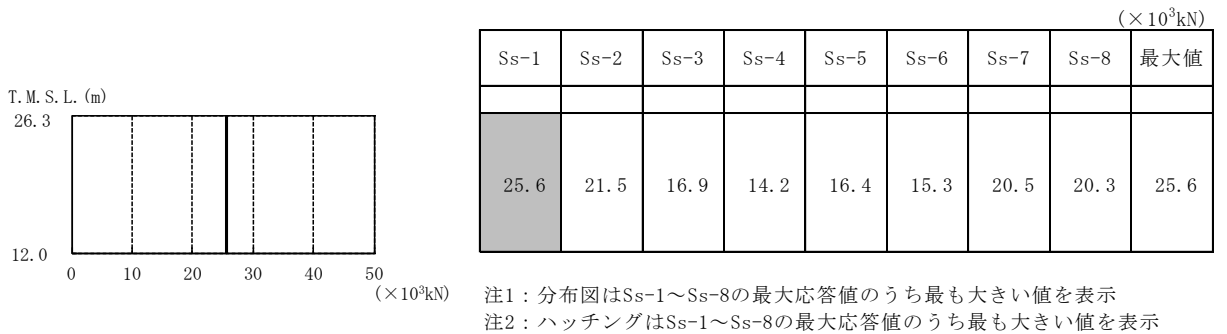 (×10³kN)
Ss-1 Ss-2 Ss-3 Ss-4 Ss-5 Ss-6 Ss-7 Ss-8 最大値
25.6 21.5 16.9 14.2 16.4 15.3 20.5 20.3 25.6
T.M.S.L.(m)
26.3
12.0
0 10 20 30 40 50
(×10³kN)
注1：分布図はSs-1～Ss-8の最大応答値のうち最も大きい値を表示
注2：ハッチングはSs-1～Ss-8の最大応答値のうち最も大きい値を表示